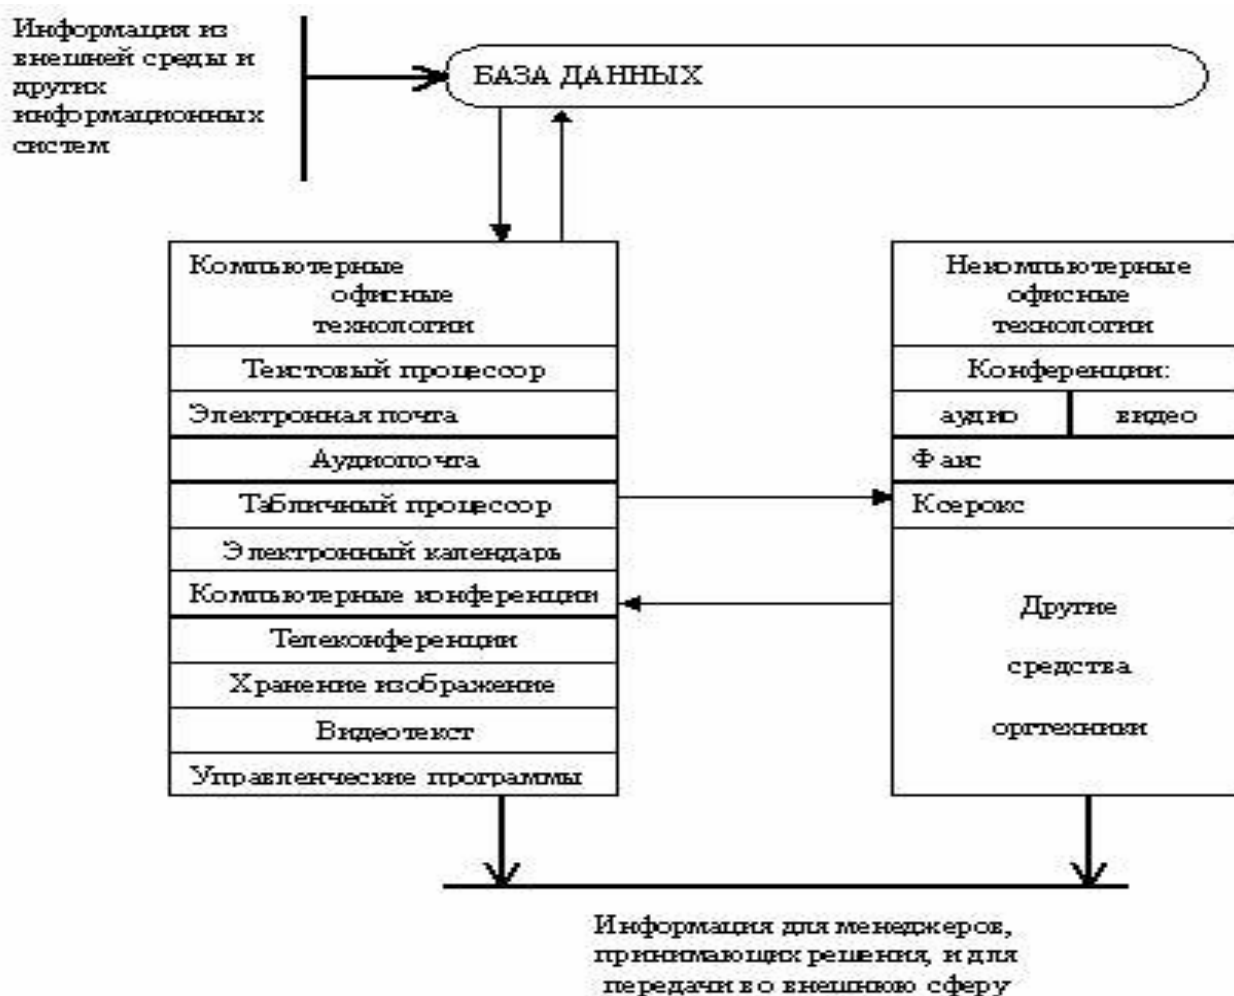 Информация из
внешней среды и
других
информационных
систем
БАЗА ДАННЫХ
Компьютерные
офисные
технологии
Текстовый процессор
Электронная почта
Аудиопочта
Табличный процессор
Электронный календарь
Компьютерные конференции
Телеконференции
Хранение изображение
Видеотекст
Управленческие программы
Некомпьютерные
офисные
технологии
Конференции:
аудио видео
Факс
Ксерокс
Другие
средства
оргтехники
Информация для менеджеров,
принимающих решения, и для
передачи во внешнюю сферу